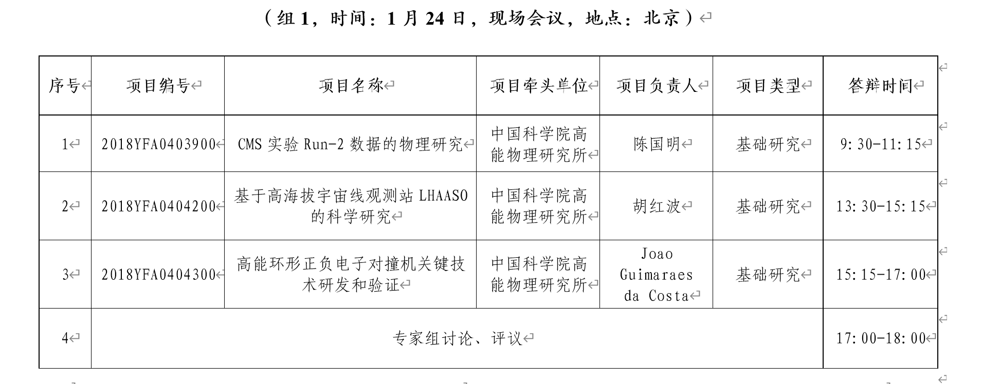 （组1，时间：1月24日，现场会议，地点：北京）
序号 项目编号 项目名称 项目牵头单位 项目负责人 项目类型 答辩时间
1 2018YFA0403900 CMS 实验 Run-2 数据的物理研究 中国科学院高
能物理研究所 陈国明 基础研究 9:30-11:15
2 2018YFA0404200 基于高海拔宇宙线观测站 LHAASO
的科学研究 中国科学院高
能物理研究所 胡红波 基础研究 13:30-15:15
3 2018YFA0404300 高能环形正负电子对撞机关键技
术研发和验证 中国科学院高
能物理研究所 Joao
Guimaraes
da Costa 基础研究 15:15-17:00
4 专家组讨论、评议 17:00-18:00